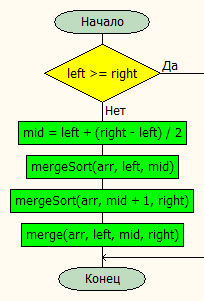 Начало
left >= right
Да
Нет
mid = left + (right - left) / 2
mergeSort(arr, left, mid)
mergeSort(arr, mid + 1, right)
merge(arr, left, mid, right)
Конец